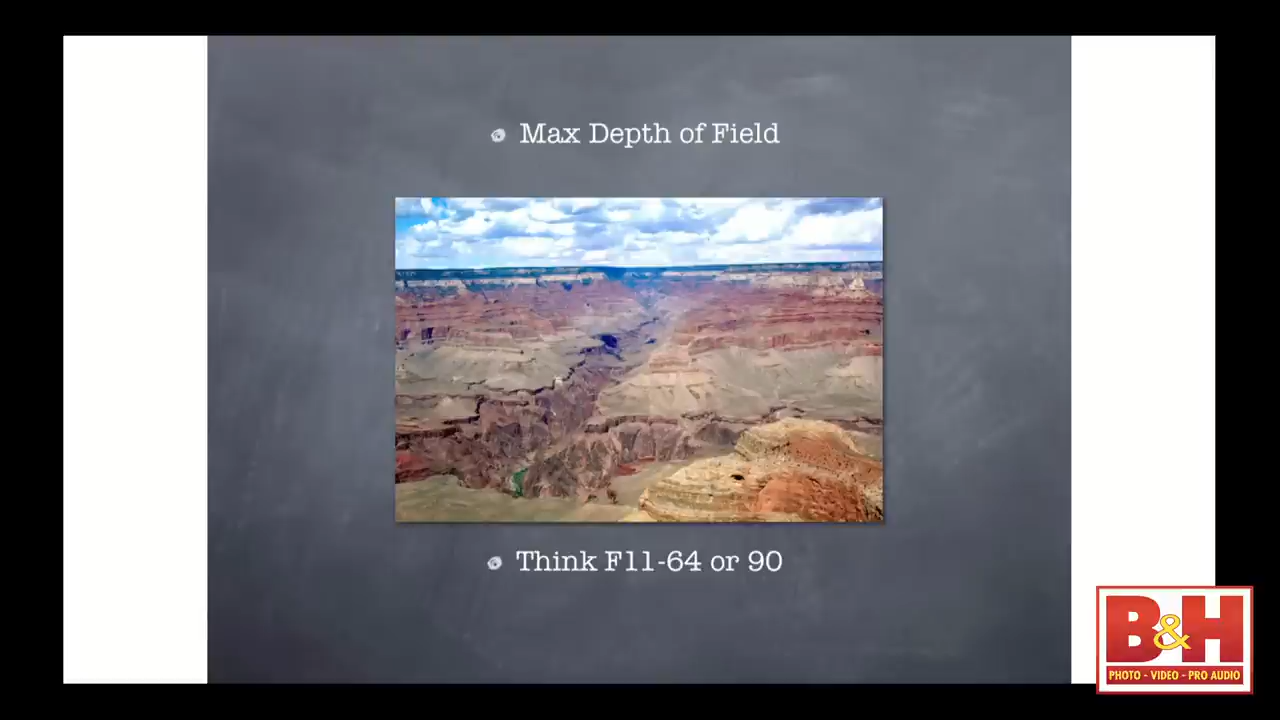 Max Depth of Field
Think F11-64 or 90
B&H
PHOTO - VIDEO - PRO AUDIO